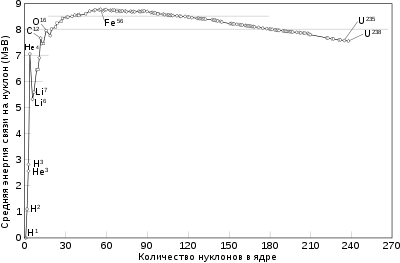 Средняя энергия связи на нуклон (МэВ)
9
8
7
6
5
4
3
2
1
0
O16
C12
He4
Li7
Li6
H3
He3
H2
H1
Fe56
U235
U238
0 30 60 90 120 150 180 210 240 270
Количество нуклонов в ядре